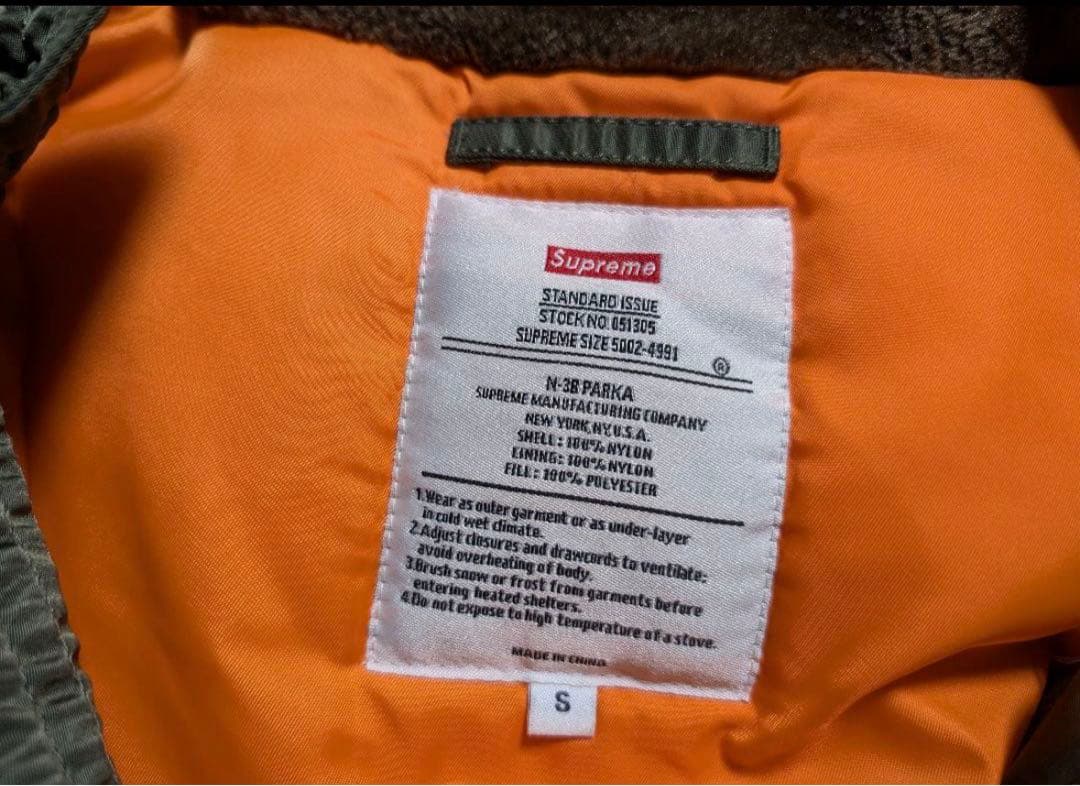 Supreme
STANDARD ISSUE
STOCK NO. 051305
SUPREME SIZE 5002-4991
®
N-3B PARKA
SUPREME MANUFACTURING COMPANY
NEW YORK, NY, U.S.A.
SHELL: 100% NYLON
LINING: 100% NYLON
FILL: 100% POLYESTER
1.Wear as outer garment or as under-layer
in cold wet climate.
2.Adjust closures and drawcords to ventilate;
avoid overheating of body.
3.Brush snow or frost from garments before
entering heated shelters.
4.Do not expose to high temperature of a stove.
MADE IN CHINA
S